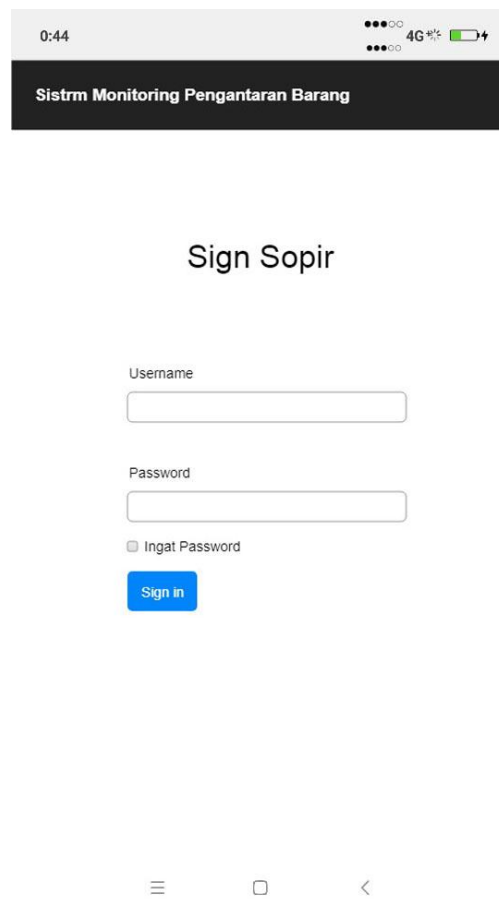 0:44
4G
Sistrm Monitoring Pengantaran Barang
Sign Sopir
Username
Password
Ingat Password
Sign in